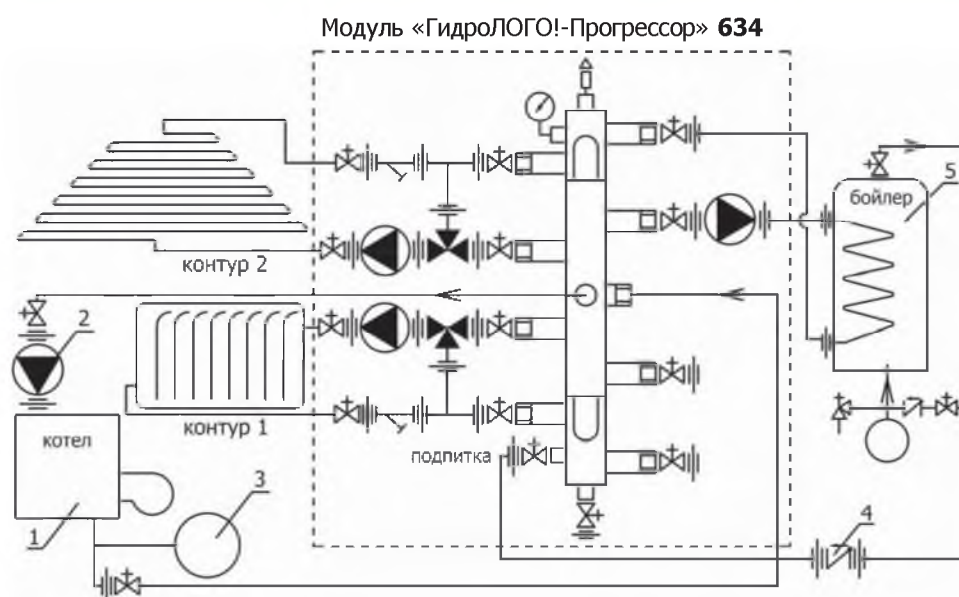 Модуль «ГидроЛОГО!-Прогрессор» 634
бойлер
5
контур 2
2
контур 1
котел
подпитка
3
4
1